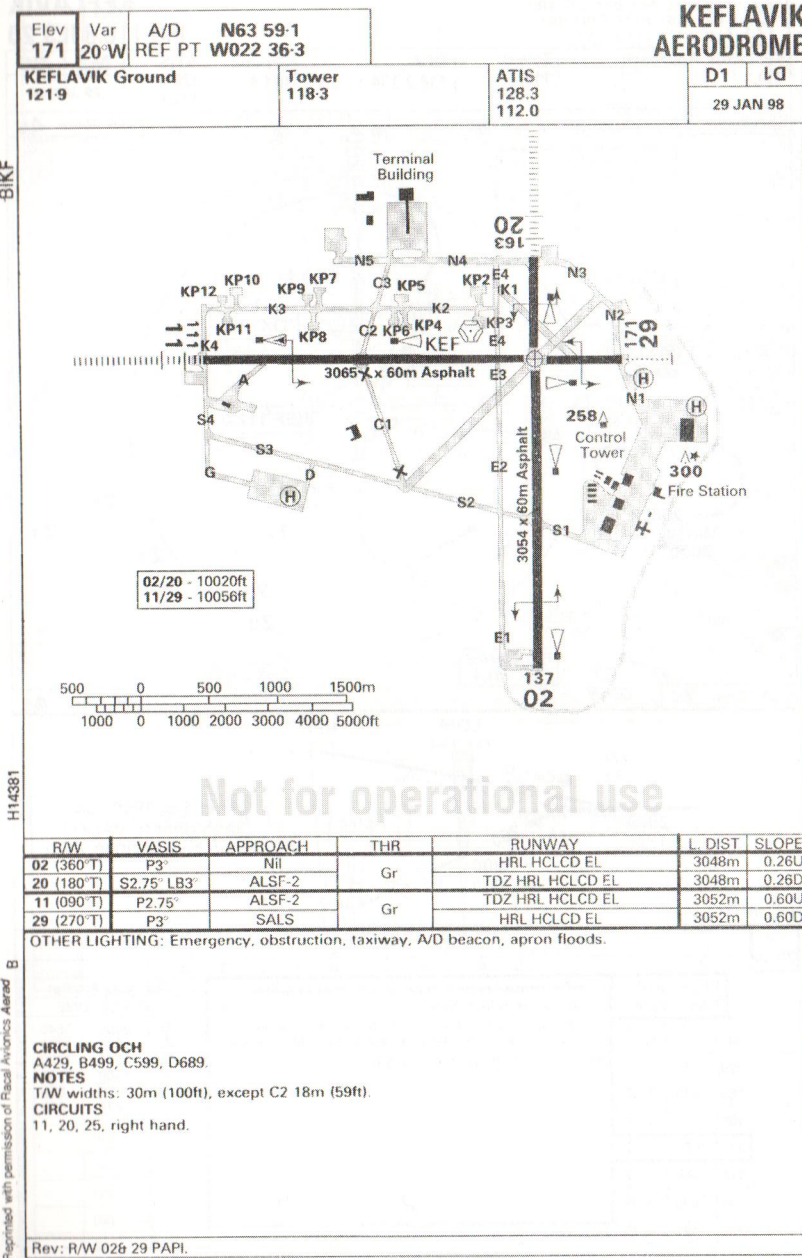 KEFLAVIK
AERODROME
Elev
171
Var
20°W
A/D N63 59·1
REF PT W022 36·3
KEFLAVIK Ground
121·9
Tower
118·3
ATIS
128.3
112.0
D1
D1
29 JAN 98
BIKF
Terminal
Building
20
163
N5
N4
N3
C3
E4
K1
KP12
KP10
KP9
KP7
KP5
KP2
K3
K2
N2
KP11
KP8
C2
KP6
KP4
KP3
11
171
29
K4
KEF
E4
3065 x 60m Asphalt
E3
A
H
N1
S4
C1
258
H
Control
Tower
S3
E2
300
G
D
Fire Station
H
S2
3054 x 60m Asphalt
S1
02/20 - 10020ft
11/29 - 10056ft
E1
137
02
500 0 500 1000 1500m
1000 0 1000 2000 3000 4000 5000ft
H14381
Not for operational use
R/W VASIS APPROACH THR RUNWAY L. DIST SLOPE
02 (360°T) P3° Nil Gr HRL HCLCD EL 3048m 0.26U
20 (180°T) S2.75° LB3° ALSF-2 TDZ HRL HCLCD EL 3048m 0.26D
11 (090°T) P2.75° ALSF-2 Gr TDZ HRL HCLCD EL 3052m 0.60U
29 (270°T) P3° SALS HRL HCLCD EL 3052m 0.60D
OTHER LIGHTING: Emergency, obstruction, taxiway, A/D beacon, apron floods.
B
Reprinted with permission of Racal Avionics Aerad
CIRCLING OCH
A429, B499, C599, D689.
NOTES
T/W widths: 30m (100ft), except C2 18m (59ft).
CIRCUITS
11, 20, 25, right hand.
Rev: R/W 02& 29 PAPI.